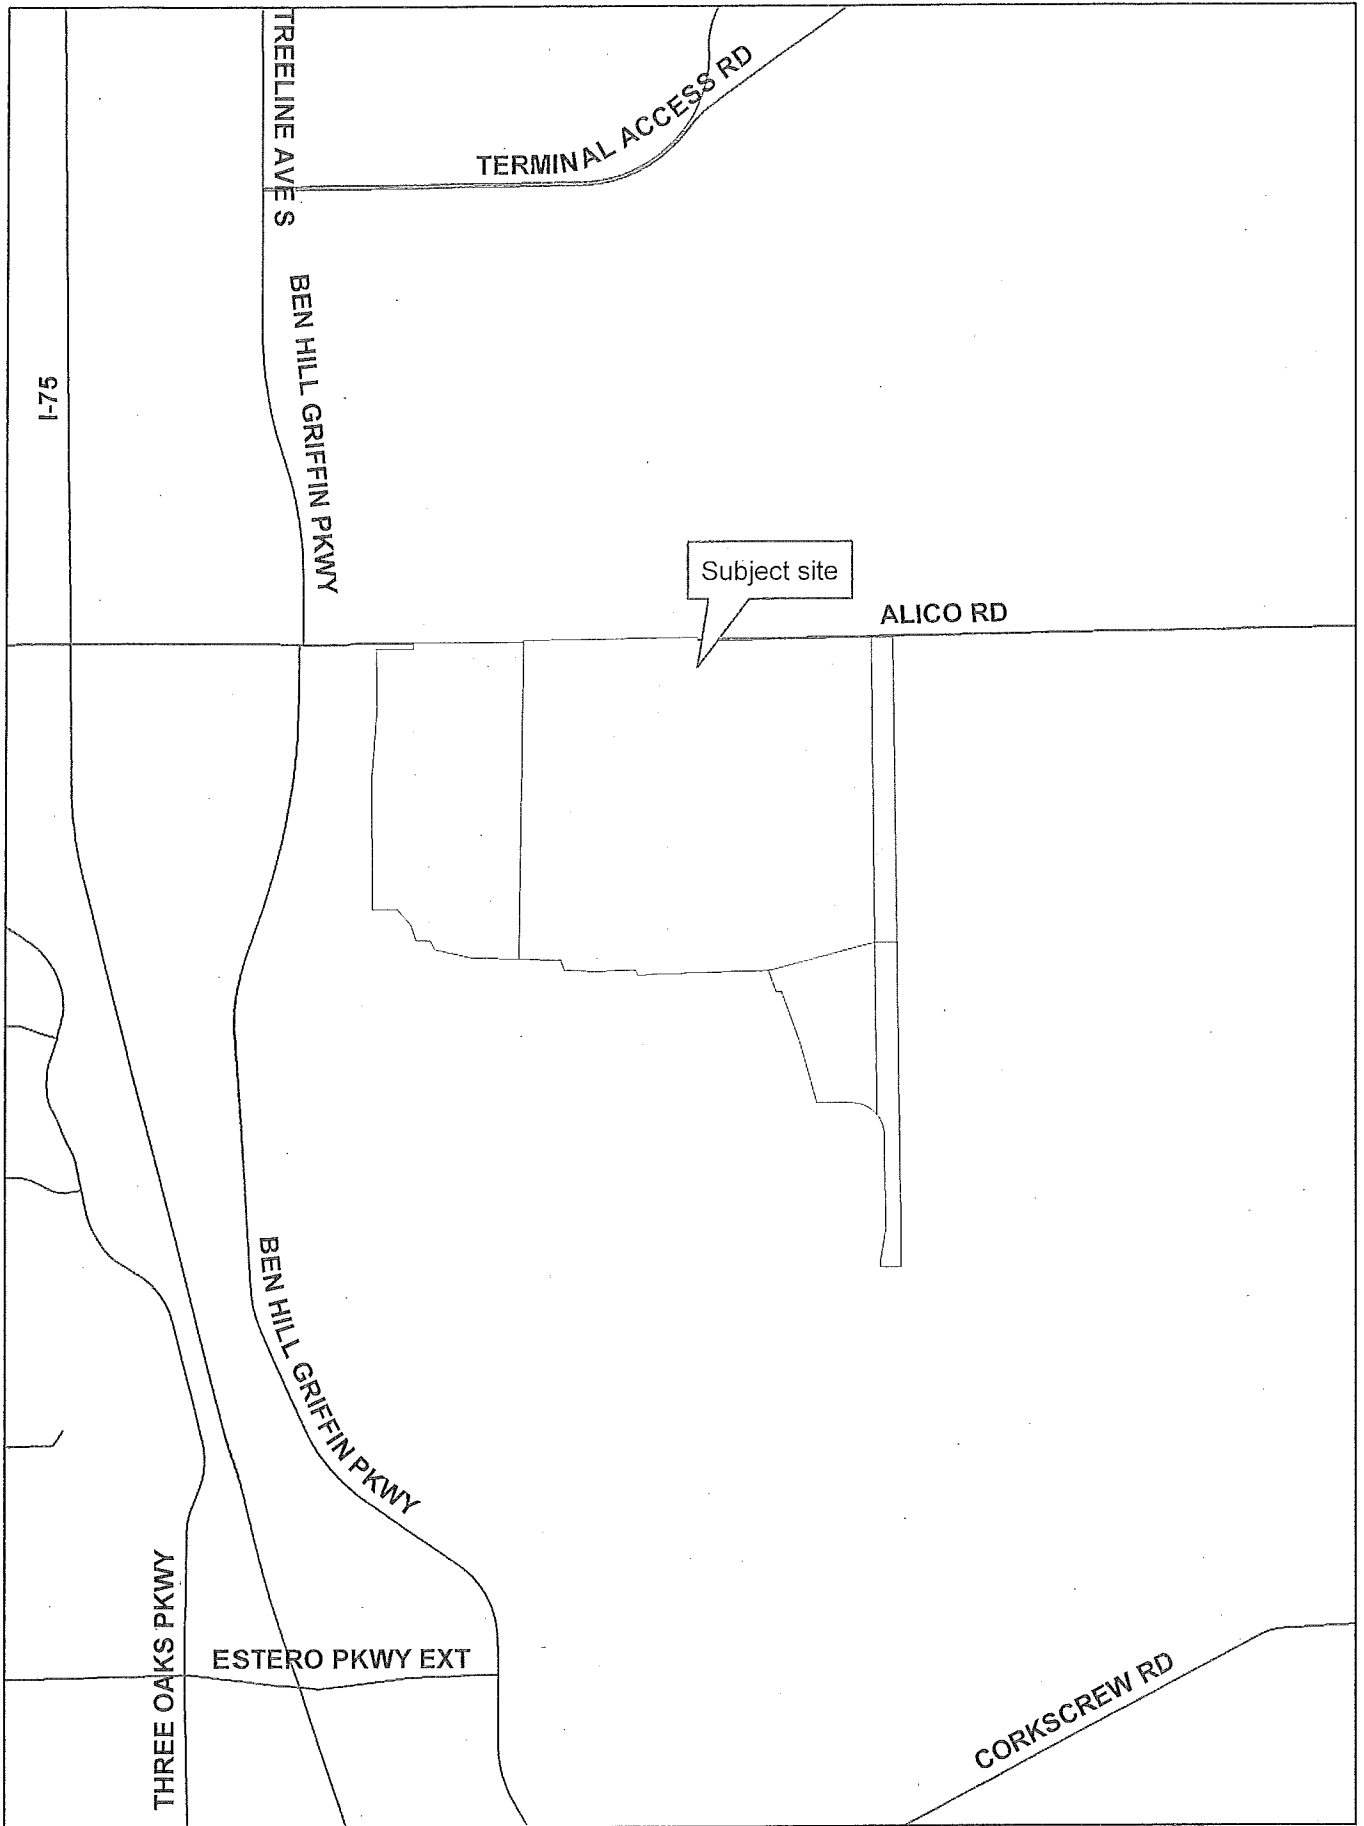 TREELINE AVE S
TERMINAL ACCESS RD
BEN HILL GRIFFIN PKWY
I-75
Subject site
ALICO RD
BEN HILL GRIFFIN PKWY
THREE OAKS PKWY
ESTERO PKWY EXT
CORKSCREW RD